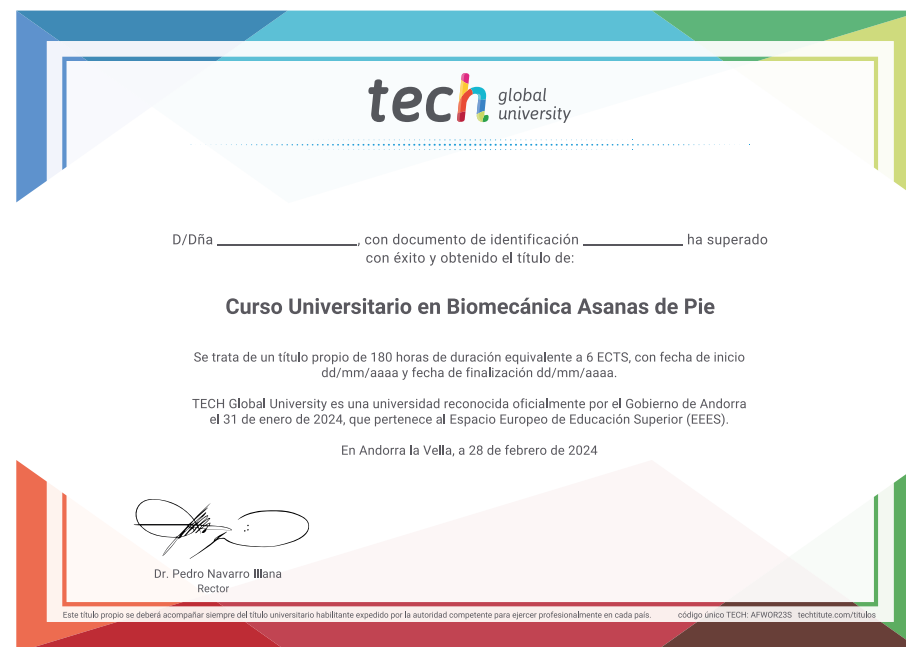 tech global university
D/Dña ____________________, con documento de identificación ______________ ha superado
con éxito y obtenido el título de:
Curso Universitario en Biomecánica Asanas de Pie
Se trata de un título propio de 180 horas de duración equivalente a 6 ECTS, con fecha de inicio
dd/mm/aaaa y fecha de finalización dd/mm/aaaa.
TECH Global University es una universidad reconocida oficialmente por el Gobierno de Andorra
el 31 de enero de 2024, que pertenece al Espacio Europeo de Educación Superior (EEES).
En Andorra la Vella, a 28 de febrero de 2024
Dr. Pedro Navarro Illana
Rector
Este título propio se deberá acompañar siempre del título universitario habilitante expedido por la autoridad competente para ejercer profesionalmente en cada país. código único TECH: AFWOR23S techtitute.com/titulos